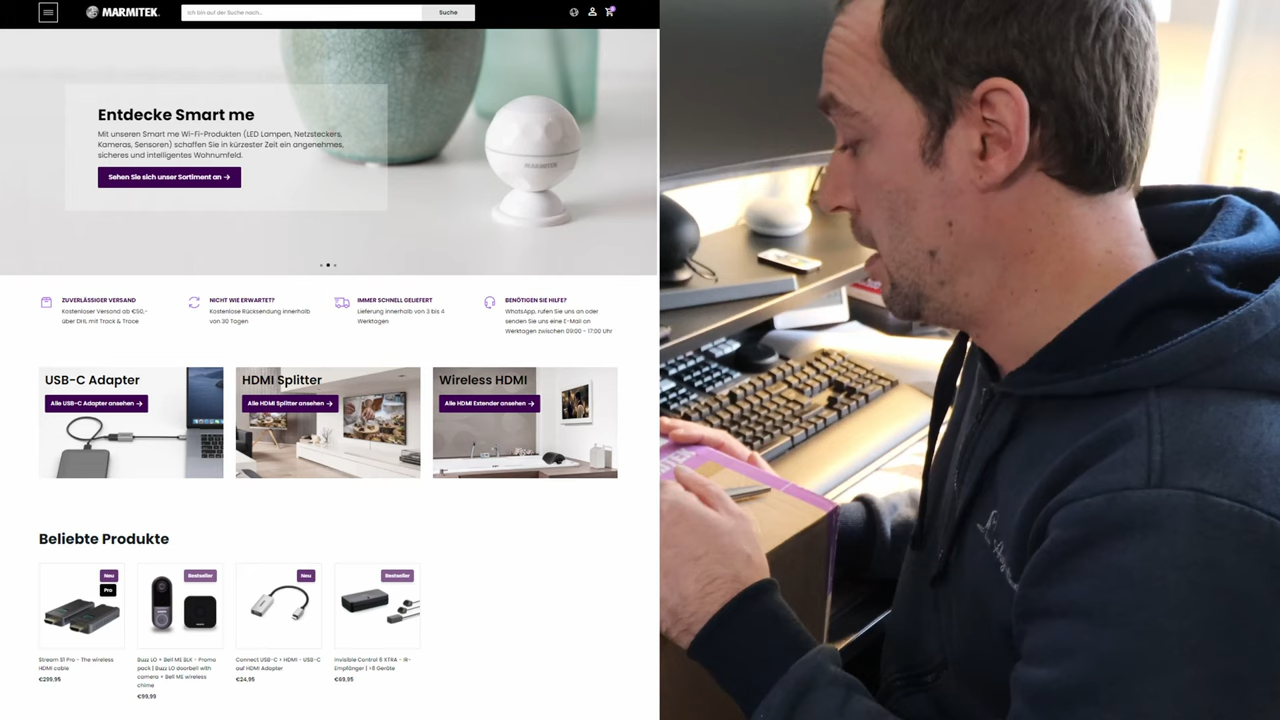 MARMITEK
Ich bin auf der Suche nach...
Suche
Entdecke Smart me
Mit unseren Smart me Wi-Fi-Produkten (LED Lampen, Netzsteckers,
Kameras, Sensoren) schaffen Sie in kürzester Zeit ein angenehmes,
sicheres und intelligentes Wohnumfeld.
Sehen Sie sich unser Sortiment an →
MARMITEK
ZUVERLÄSSIGER VERSAND
Kostenloser Versand ab €50,-
über DHL mit Track & Trace
NICHT WIE ERWARTET?
Kostenlose Rücksendung innerhalb
von 30 Tagen
IMMER SCHNELL GELIEFERT
Lieferung innerhalb von 3 bis 4
Werktagen
BENÖTIGEN SIE HILFE?
WhatsApp, rufen Sie uns an oder
senden Sie uns eine E-Mail an
Werktagen zwischen 09:00 - 17:00 Uhr
USB-C Adapter
Alle USB-C Adapter ansehen →
HDMI Splitter
Alle HDMI Splitter ansehen →
Wireless HDMI
Alle HDMI Extender ansehen →
Beliebte Produkte
Neu
Pro
Stream S1 Pro - The wireless
HDMI cable
€299,95
Bestseller
Buzz LO + Bell ME BLK - Promo
pack | Buzz LO doorbell with
camera + Bell ME wireless
chime
€99,99
Neu
Connect USB-C > HDMI - USB-C
auf HDMI Adapter
€24,95
Bestseller
Invisible Control 6 XTRA - IR-
Empfänger | >8 Geräte
€69,95